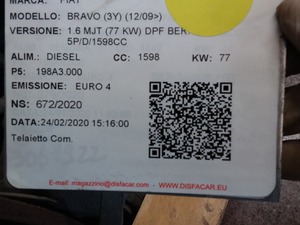 MARCA: FIAT
MODELLO: BRAVO (3Y) (12/09>)
VERSIONE: 1.6 MJT (77 KW) DPF BER
5P/D/1598CC
ALIM.: DIESEL CC: 1598 KW: 77
P5: 198A3.000
EMISSIONE: EURO 4
NS: 672/2020
DATA:24/02/2020 15:16:00
Telaietto Com.
E-mail: magazzino@disfacar.eu - WWW.DISFACAR.EU